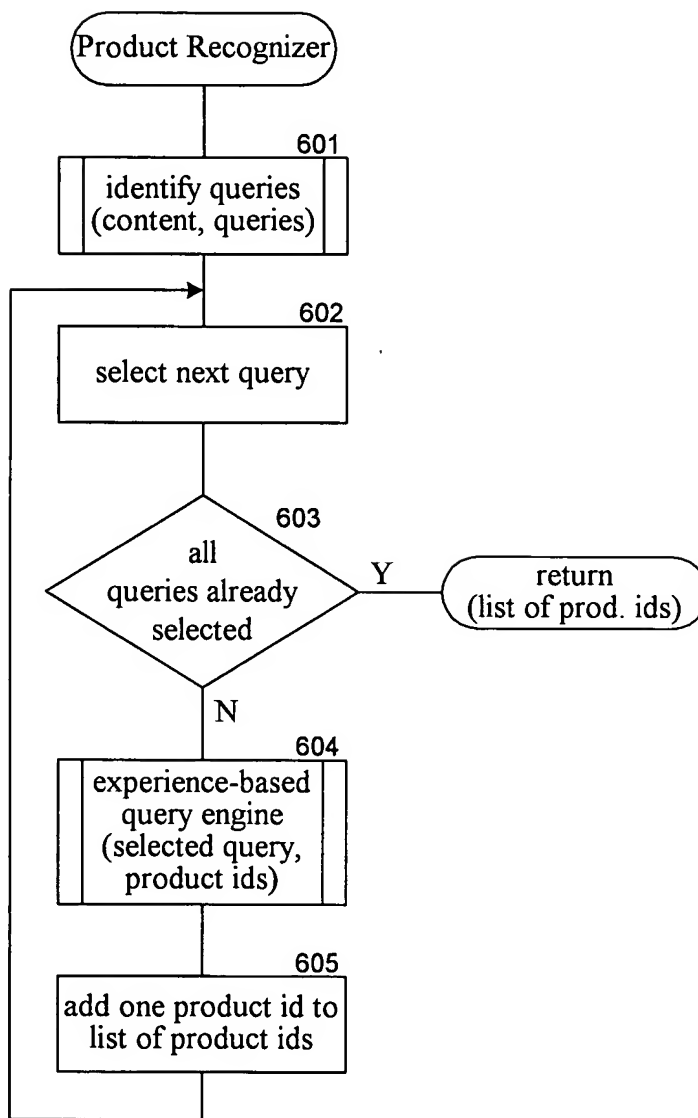 Product Recognizer
601
identify queries
(content, queries)
602
select next query
603
all
queries already
selected
Y
return
(list of prod. ids)
N
604
experience-based
query engine
(selected query,
product ids)
605
add one product id to
list of product ids